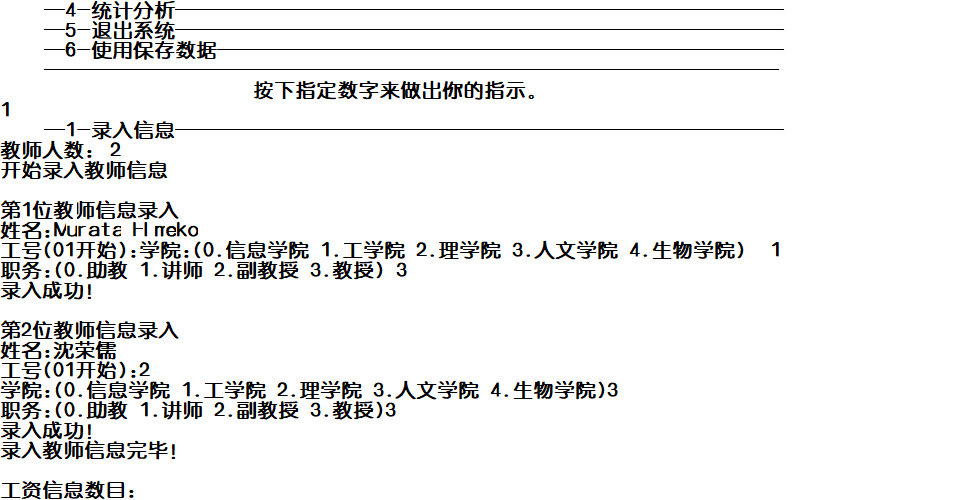 —4—统计分析—————————————————————————————
—5—退出系统—————————————————————————————
—6—使用保存数据———————————————————————————
———————————————————————————————————
按下指定数字来做出你的指示。
1
—1—录入信息—————————————————————————————
教师人数: 2
开始录入教师信息
第1位教师信息录入
姓名:Murata Himeko
工号(01开始):学院:(0.信息学院 1.工学院 2.理学院 3.人文学院 4.生物学院)  1
职务:(0.助教 1.讲师 2.副教授 3.教授) 3
录入成功!
第2位教师信息录入
姓名:沈荣儒
工号(01开始):2
学院:(0.信息学院 1.工学院 2.理学院 3.人文学院 4.生物学院)3
职务:(0.助教 1.讲师 2.副教授 3.教授)3
录入成功!
录入教师信息完毕!
工资信息数目: